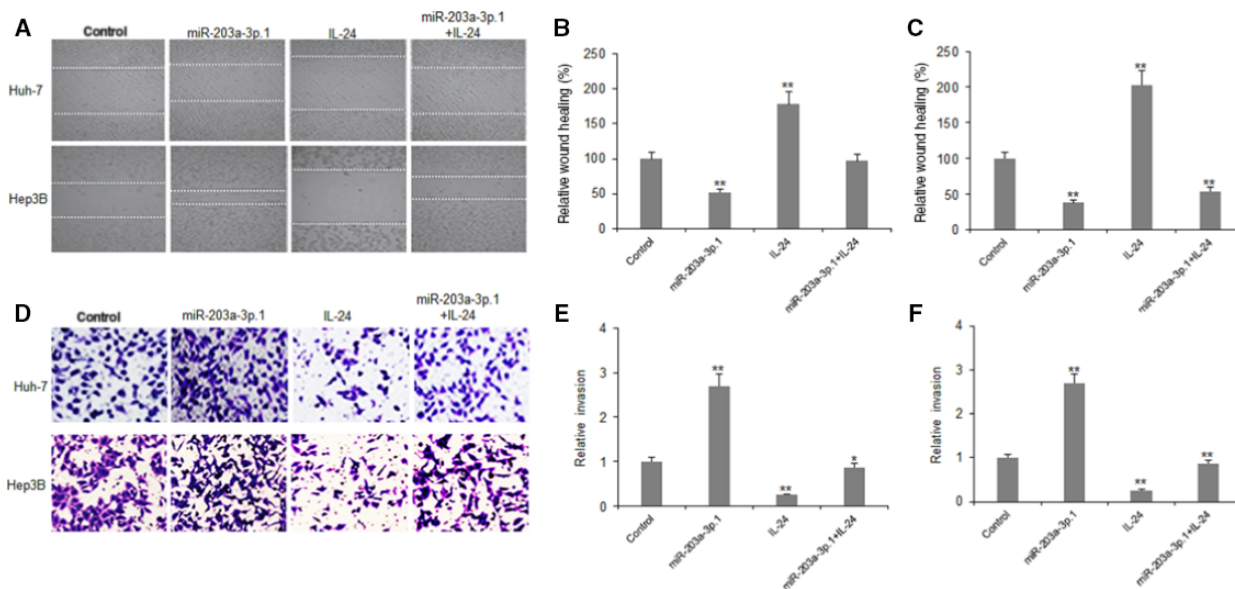 A
Control
miR-203a-3p.1
IL-24
miR-203a-3p.1
+IL-24
Huh-7
Hep3B
B
Relative wound healing (%)
250
200
150
100
50
0
**
**
Control
miR-203a-3p.1
IL-24
miR-203a-3p.1+IL-24
C
Relative wound healing (%)
250
200
150
100
50
0
**
**
**
Control
miR-203a-3p.1
IL-24
miR-203a-3p.1+IL-24
D
Control
miR-203a-3p.1
IL-24
miR-203a-3p.1
+IL-24
Huh-7
Hep3B
E
Relative invasion
4
3
2
1
0
**
**
*
Control
miR-203a-3p.1
IL-24
miR-203a-3p.1+IL-24
F
Relative invasion
4
3
2
1
0
**
**
**
Control
miR-203a-3p.1
IL-24
miR-203a-3p.1+IL-24